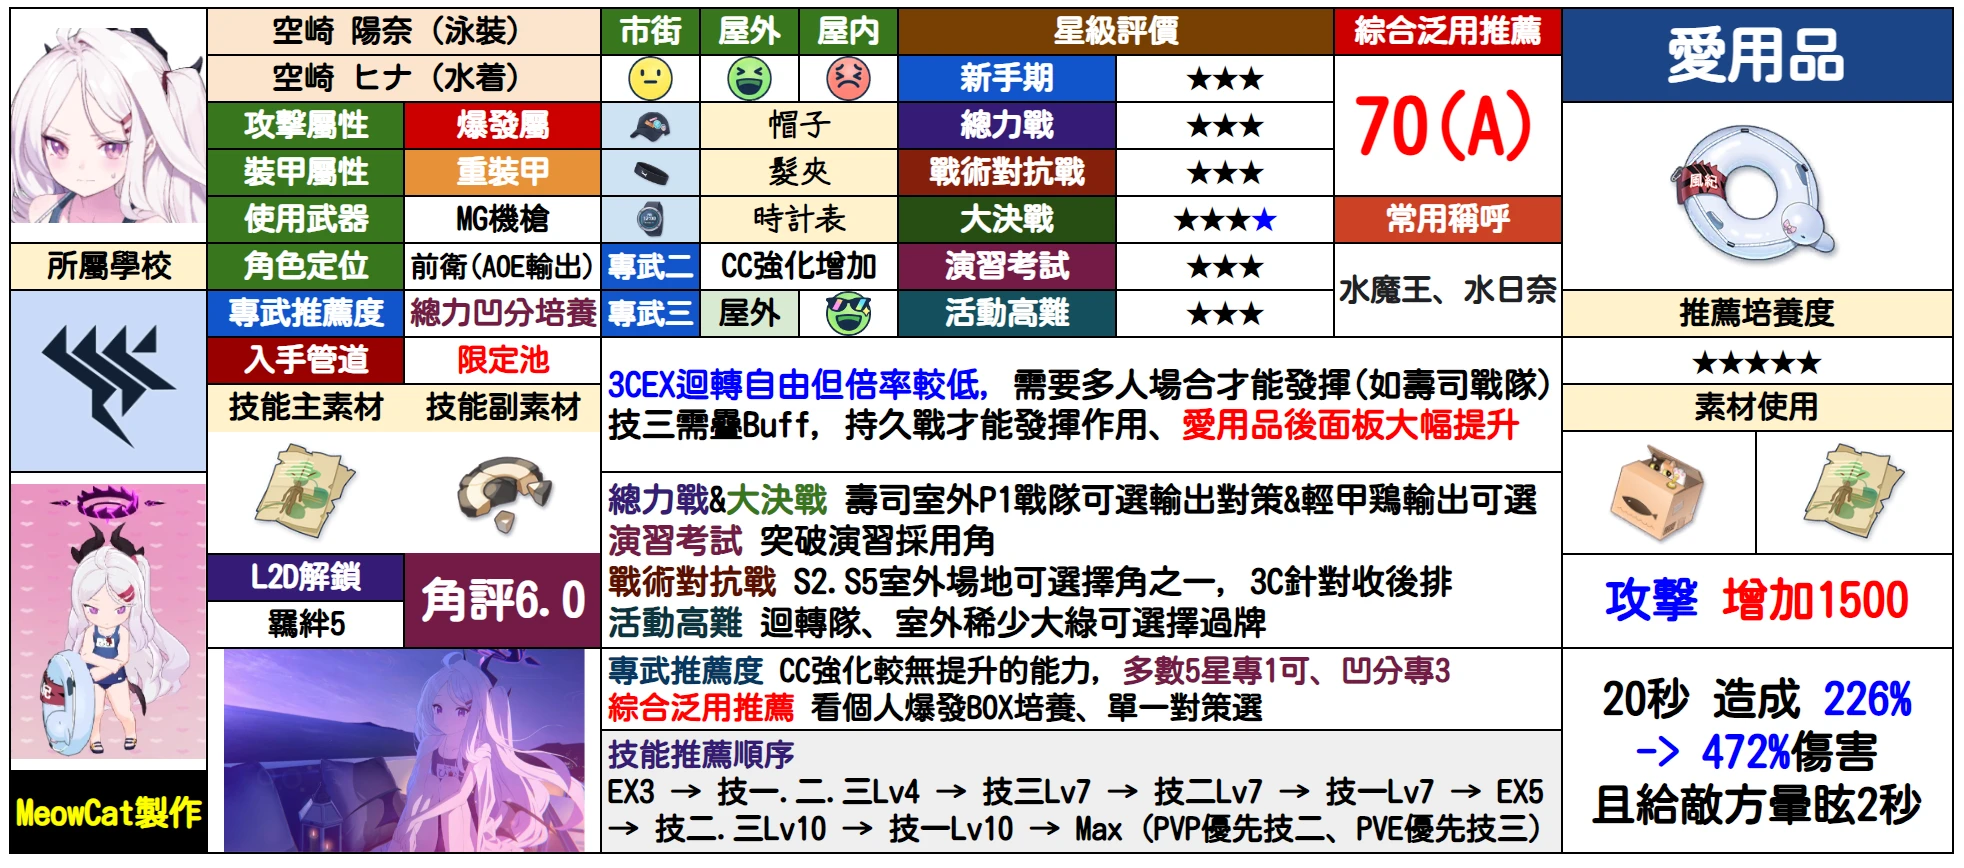 空崎 陽奈 (泳裝)
空崎 ヒナ (水着)
市街 屋外 屋内
星級評價
綜合泛用推薦
愛用品
新手期 ★★★
70(A)
攻擊屬性 爆發屬
帽子
總力戰 ★★★
裝甲屬性 重裝甲
髮夾
戰術對抗戰 ★★★
使用武器 MG機槍
時計表
大決戰 ★★★★
常用稱呼
所屬學校
角色定位 前衛(AOE輸出)
專武二 CC強化增加
演習考試 ★★★
水魔王、水日奈
專武推薦度 總力凹分培養
專武三 屋外
活動高難 ★★★
推薦培養度
★★★★★
入手管道 限定池
技能主素材 技能副素材
3CEX迴轉自由但倍率較低, 需要多人場合才能發揮(如壽司戰隊)
技三需疊Buff, 持久戰才能發揮作用、愛用品後面板大幅提升
素材使用
總力戰&大決戰 壽司室外P1戰隊可選輸出對策&輕甲鶏輸出可選
演習考試 突破演習採用角
戰術對抗戰 S2.S5室外場地可選擇角之一, 3C針對收後排
活動高難 迴轉隊、室外稀少大綠可選擇過牌
L2D解鎖
羈絆5
角評6.0
攻擊 增加1500
風紀
專武推薦度 CC強化較無提升的能力, 多數5星專1可、凹分專3
綜合泛用推薦 看個人爆發BOX培養、單一對策選
技能推薦順序
EX3 → 技一.二.三Lv4 → 技三Lv7 → 技二Lv7 → 技一Lv7 → EX5
→ 技二.三Lv10 → 技一Lv10 → Max (PVP優先技二、PVE優先技三)
20秒 造成 226%
-> 472%傷害
且給敵方暈眩2秒
MeowCat製作